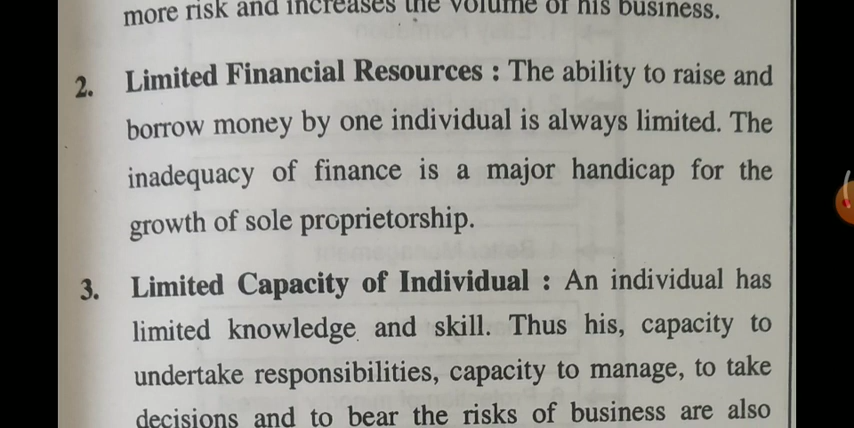 more risk and increases the volume of his business.
2. Limited Financial Resources : The ability to raise and
borrow money by one individual is always limited. The
inadequacy of finance is a major handicap for the
growth of sole proprietorship.
3. Limited Capacity of Individual : An individual has
limited knowledge and skill. Thus his, capacity to
undertake responsibilities, capacity to manage, to take
decisions and to bear the risks of business are also